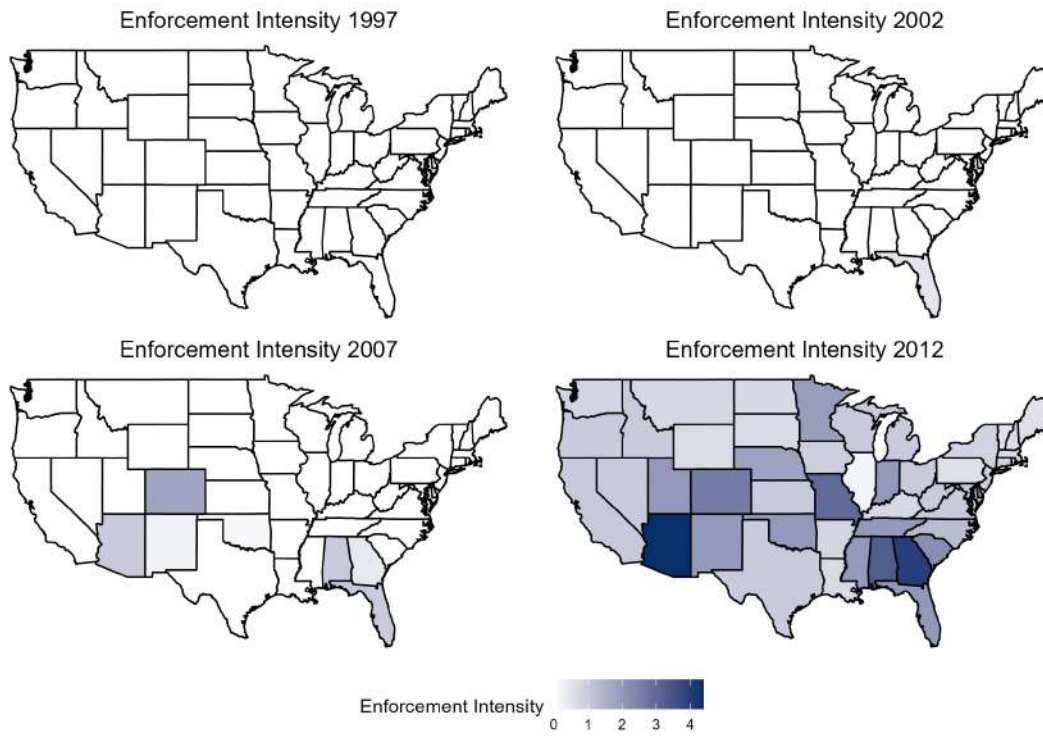 Enforcement Intensity 1997
Enforcement Intensity 2002
Enforcement Intensity 2007
Enforcement Intensity 2012
Enforcement Intensity
0 1 2 3 4